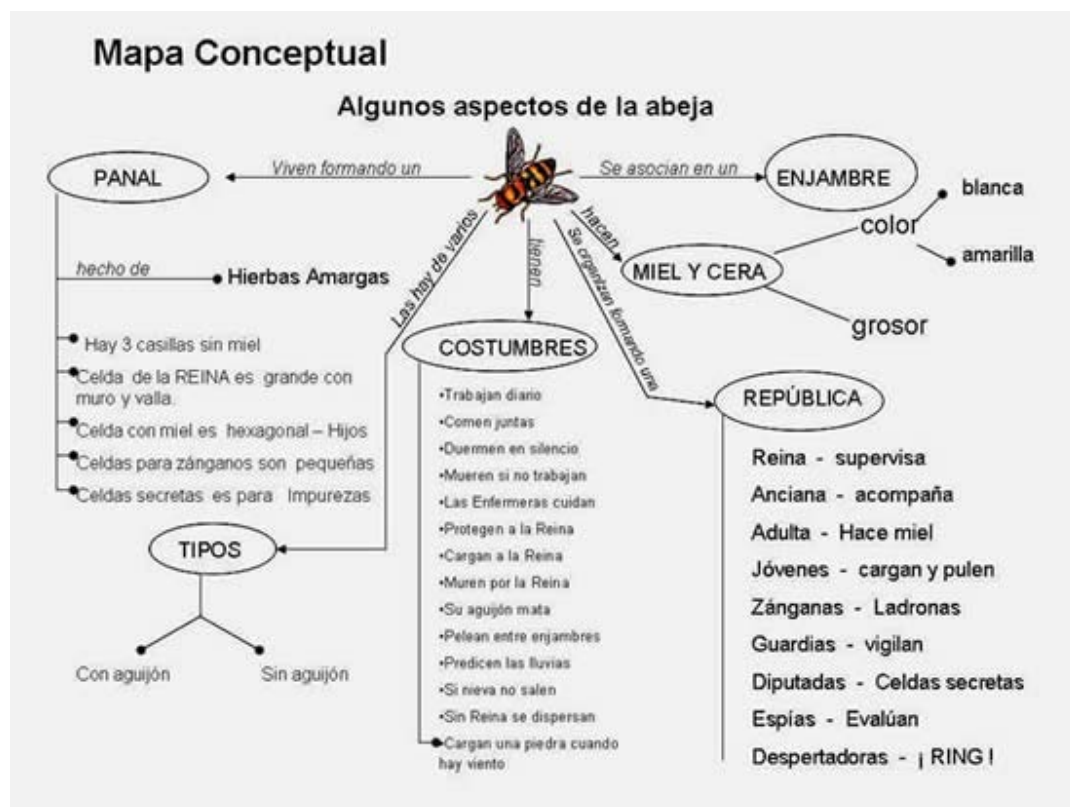 Mapa Conceptual
Algunos aspectos de la abeja
PANAL
Viven formando un
Se asocian en un
ENJAMBRE
hecho de
Hierbas Amargas
Hay 3 casillas sin miel
Celda de la REINA es grande con
muro y valla.
Celda con miel es hexagonal – Hijos
Celdas para zánganos son pequeñas
Celdas secretas es para Impurezas
Las hay de varios
TIPOS
Con aguijón
Sin aguijón
tienen
COSTUMBRES
•Trabajan diario
•Comen juntas
•Duermen en silencio
•Mueren si no trabajan
•Las Enfermeras cuidan
•Protegen a la Reina
•Cargan a la Reina
•Muren por la Reina
•Su aguijón mata
•Pelean entre enjambres
•Predicen las lluvias
•Si nieva no salen
•Sin Reina se dispersan
•Cargan una piedra cuando
hay viento
hacen
MIEL Y CERA
color
blanca
amarilla
grosor
Se organizan formando una
REPÚBLICA
Reina - supervisa
Anciana - acompaña
Adulta - Hace miel
Jóvenes - cargan y pulen
Zánganas - Ladronas
Guardias - vigilan
Diputadas - Celdas secretas
Espías - Evalúan
Despertadoras - ¡ RING !